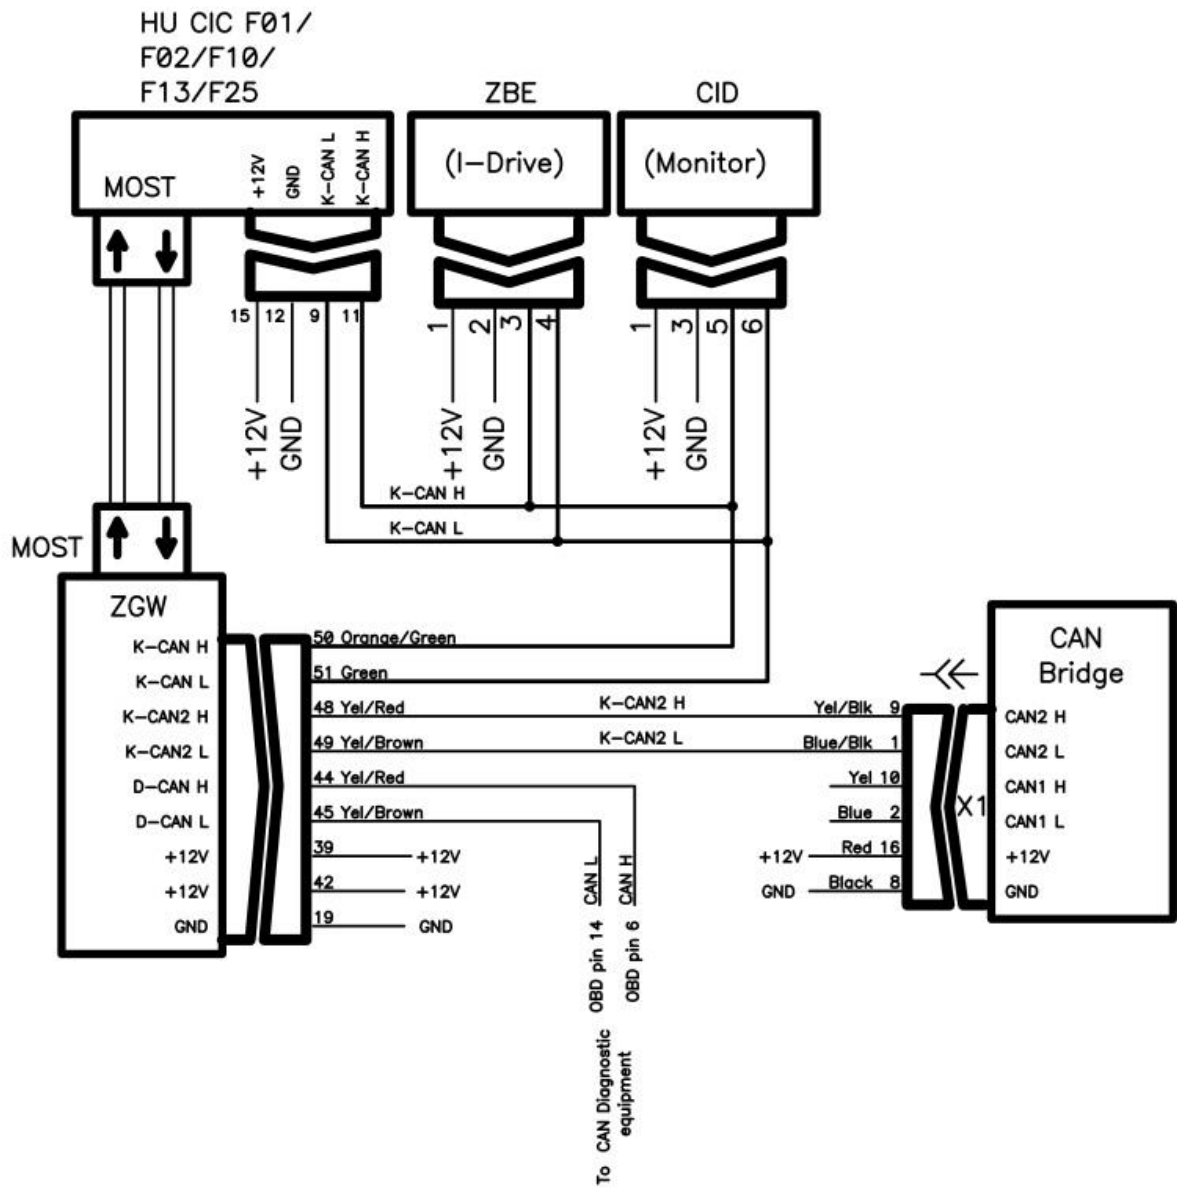 HU CIC F01/
F02/F10/
F13/F25
ZBE
CID
MOST
+12V
GND
K-CAN L
K-CAN H
(I-Drive)
(Monitor)
15 12 9 11
1 2 3 4
1 3 5 6
+12V
GND
+12V
GND
+12V
GND
K-CAN H
K-CAN L
MOST
ZGW
K-CAN H
50 Orange/Green
K-CAN L
51 Green
K-CAN2 H
48 Yel/Red
K-CAN2 H
Yel/Blk 9
K-CAN2 L
49 Yel/Brown
K-CAN2 L
Blue/Blk 1
D-CAN H
44 Yel/Red
Yel 10
D-CAN L
45 Yel/Brown
Blue 2
+12V
39
+12V
+12V
Red 16
+12V
42
+12V
GND
Black 8
GND
19
GND
CAN
Bridge
CAN2 H
CAN2 L
CAN1 H
X1
CAN1 L
+12V
GND
CAN L
CAN H
OBD pin 14
OBD pin 6
To CAN Diagnostic
equipment